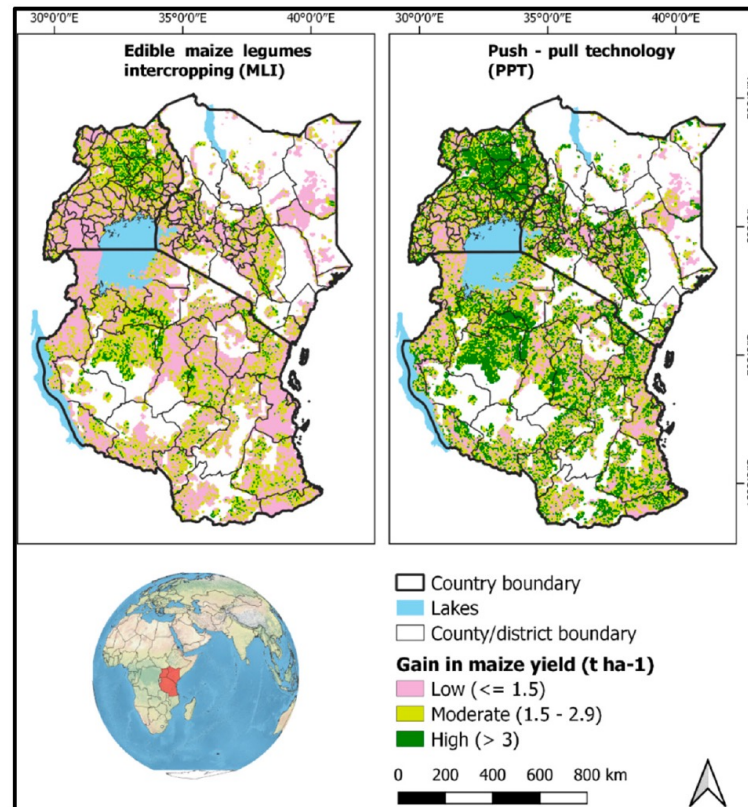 30°0'0"E 35°0'0"E 40°0'0"E 30°0'0"E 35°0'0"E 40°0'0"E
Edible maize legumes
intercropping (MLI)
Push - pull technology
(PPT)
Country boundary
Lakes
County/district boundary
Gain in maize yield (t ha-1)
Low (<= 1.5)
Moderate (1.5 - 2.9)
High (> 3)
0 200 400 600 800 km